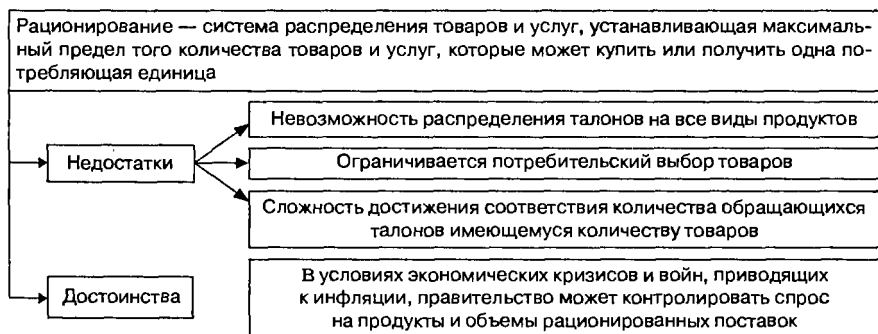 Рационирование — система распределения товаров и услуг, устанавливающая максималь-
ный предел того количества товаров и услуг, которые может купить или получить одна по-
требляющая единица
Невозможность распределения талонов на все виды продуктов
Недостатки
Ограничивается потребительский выбор товаров
Сложность достижения соответствия количества обращающихся
талонов имеющемуся количеству товаров
Достоинства
В условиях экономических кризисов и войн, приводящих
к инфляции, правительство может контролировать спрос
на продукты и объемы рационированных поставок